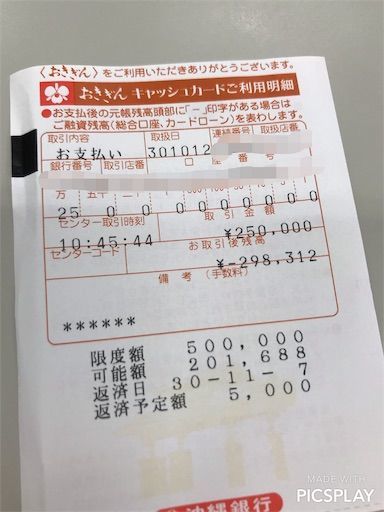 〈おきぎん〉をご利用いただきありがとうございます。
おきぎん キャッシュカードご利用明細
●お支払後の元帳残高頭部に「－」印字がある場合は
ご融資残高（総合口座、カードローン）を表わします。
取引内容 取扱日 連続番号 取扱店番
お支払い 301012
銀行番号 取引店番
万 五千
25 0 0 0 0 0 0 0 0
センター取引時刻 取引金額
10:45:44 ¥250,000
センターコード お取引後残高
¥-298,312
備考（手数料）
******
限度額 500,000
可能額 201,688
返済日 30-11- 7
返済予定額 5,000
沖縄銀行
MADE WITH
PICSPLAY